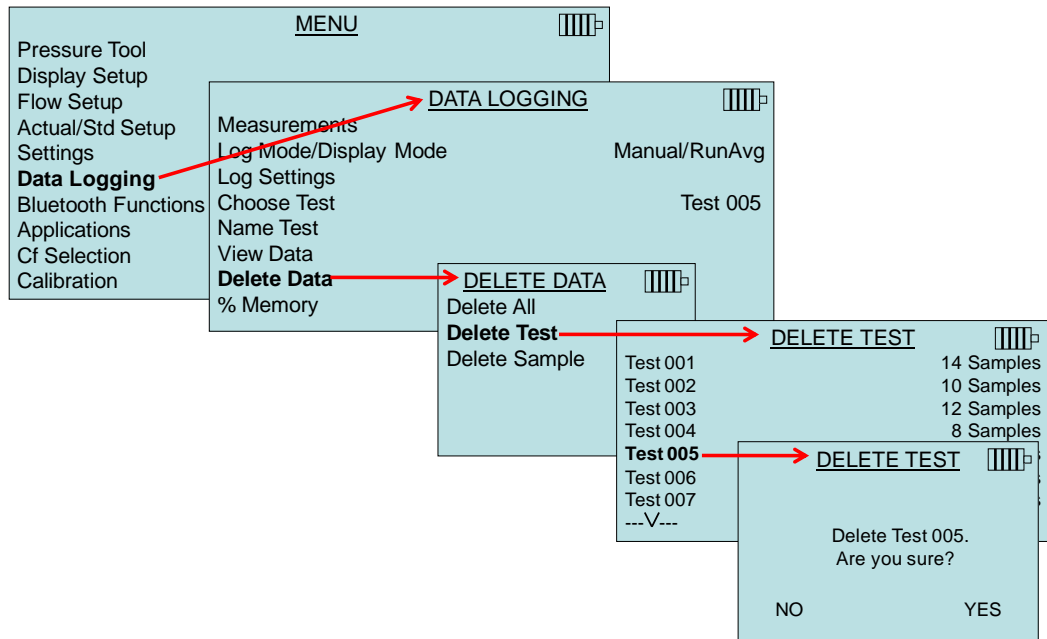 MENU
Pressure Tool
Display Setup
Flow Setup
Actual/Std Setup
Settings
Data Logging
Bluetooth Functions
Applications
Cf Selection
Calibration
DATA LOGGING
Measurements
Log Mode/Display Mode Manual/RunAvg
Log Settings
Choose Test Test 005
Name Test
View Data
Delete Data
% Memory
DELETE DATA
Delete All
Delete Test
Delete Sample
DELETE TEST
Test 001 14 Samples
Test 002 10 Samples
Test 003 12 Samples
Test 004 8 Samples
Test 005
Test 006
Test 007
---V---
DELETE TEST
Delete Test 005.
Are you sure?
NO YES